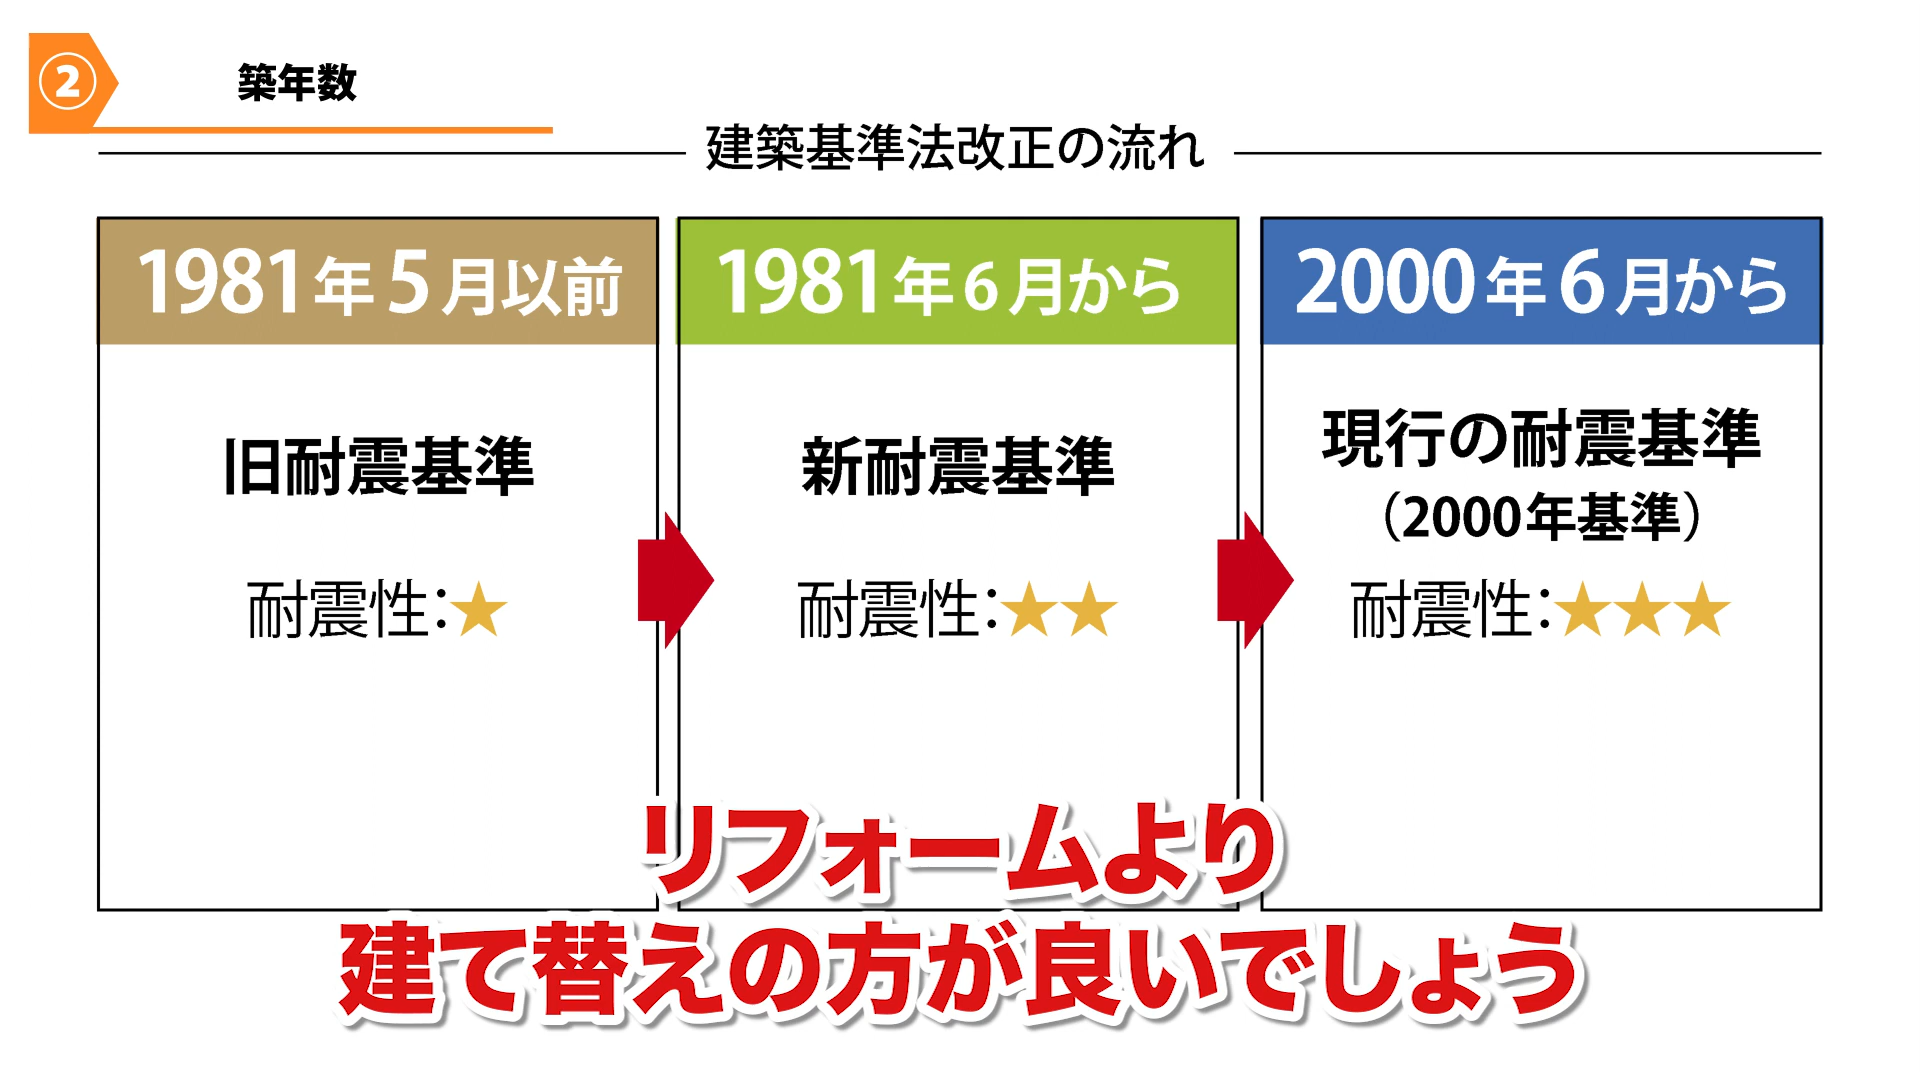 ② 築年数
建築基準法改正の流れ
1981年5月以前
旧耐震基準
耐震性：★
1981年6月から
新耐震基準
耐震性：★★
2000年6月から
現行の耐震基準
（2000年基準）
耐震性：★★★
リフォームより
建て替えの方が良いでしょう